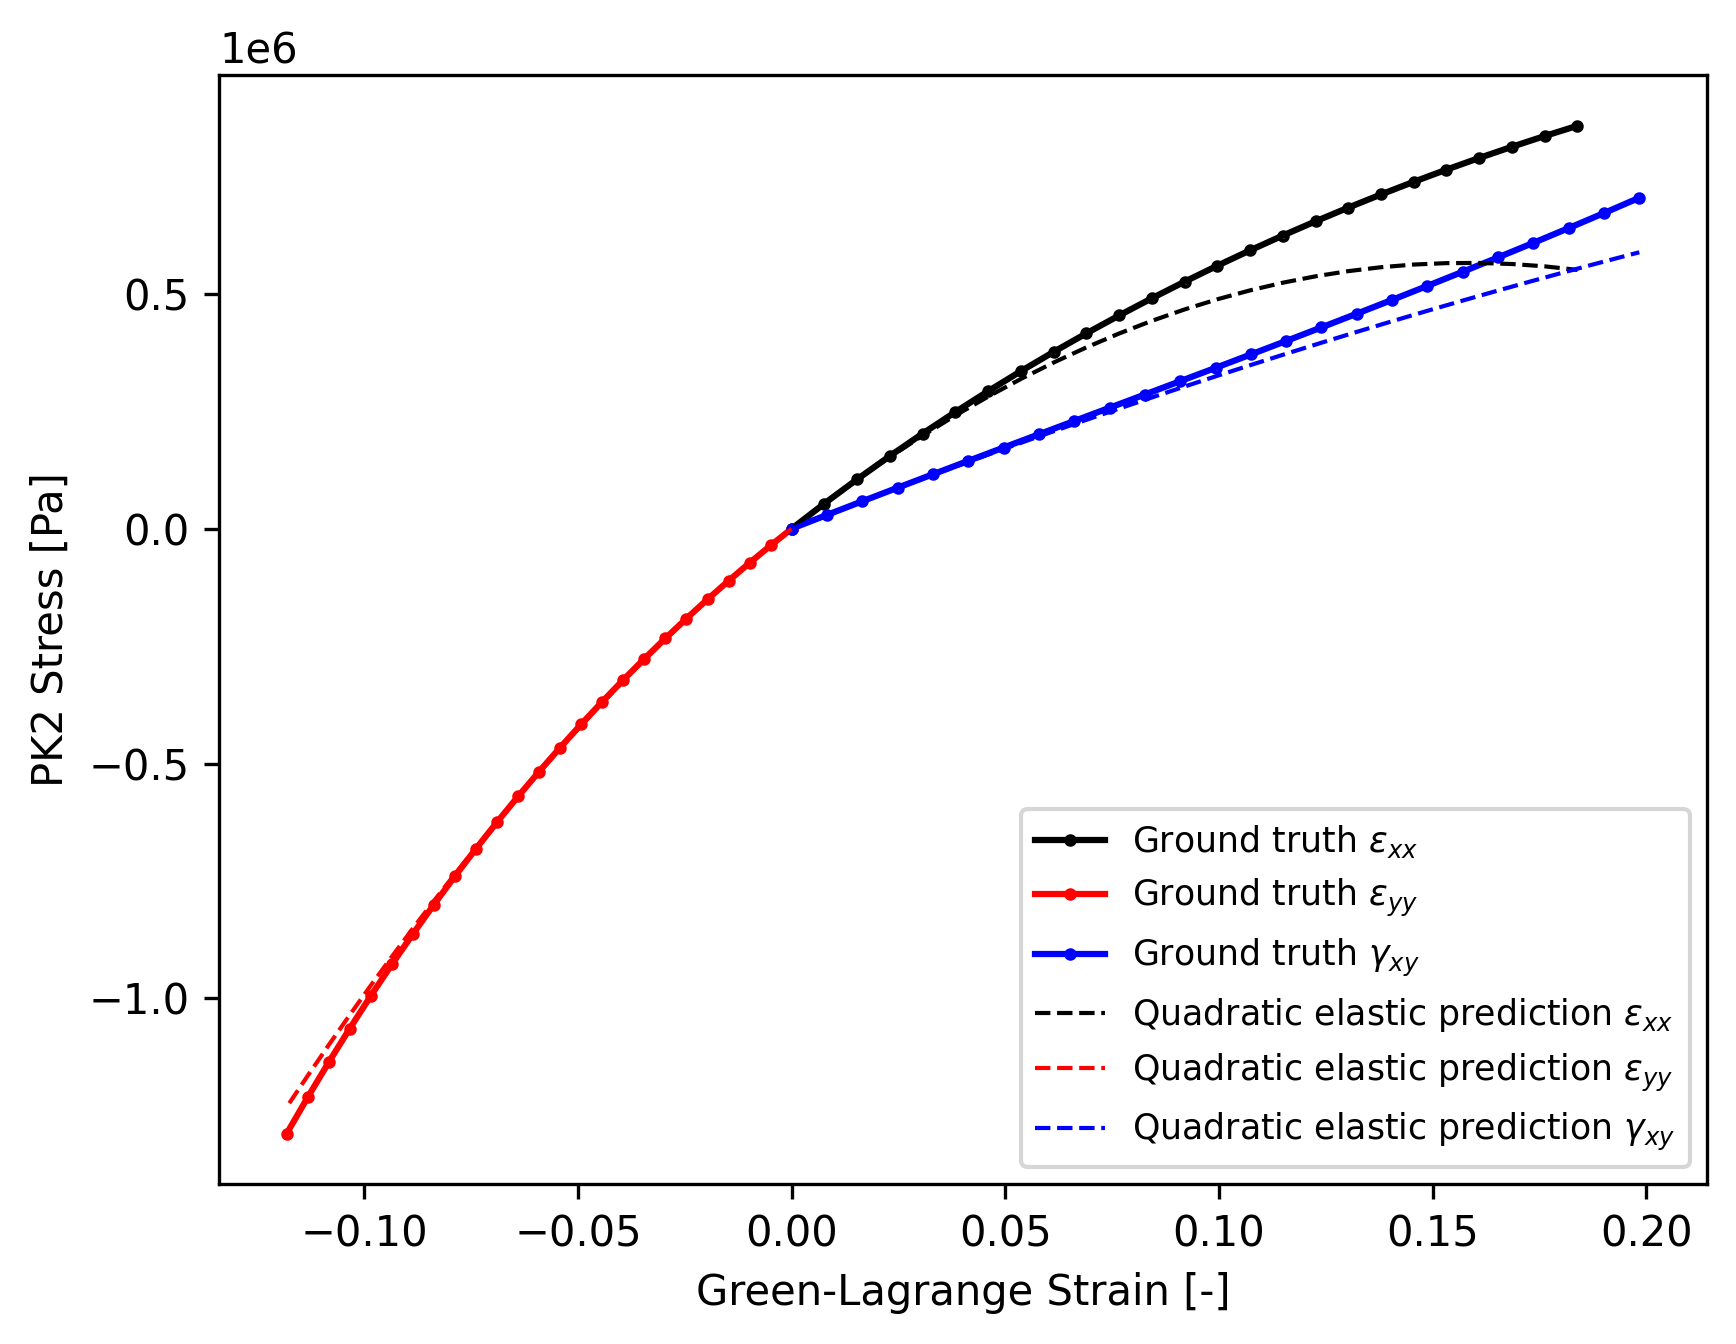 1e6
0.5
0.0
−0.5
−1.0
PK2 Stress [Pa]
Ground truth εxx
Ground truth εyy
Ground truth γxy
Quadratic elastic prediction εxx
Quadratic elastic prediction εyy
Quadratic elastic prediction γxy
−0.10 −0.05 0.00 0.05 0.10 0.15 0.20
Green-Lagrange Strain [-]